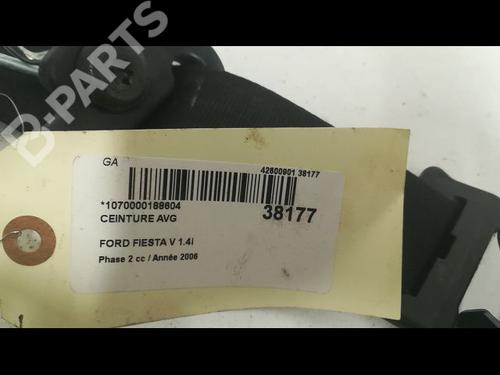 B-PARTS
GA
42600901 38177
*1070000188604
CEINTURE AVG
38177
FORD FIESTA V 1.4i
Phase 2 cc / Année 2006